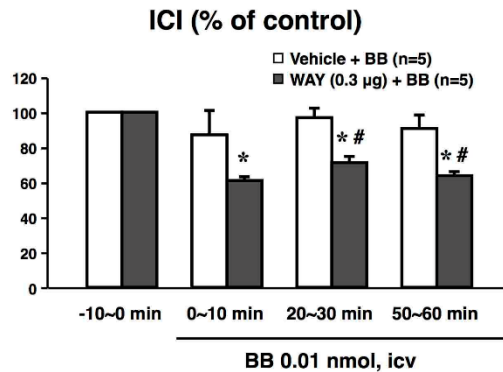 ICI (% of control)
Vehicle + BB (n=5)
WAY (0.3 µg) + BB (n=5)
120
100
80
60
40
20
0
*
* #
* #
-10~0 min 0~10 min 20~30 min 50~60 min
BB 0.01 nmol, icv